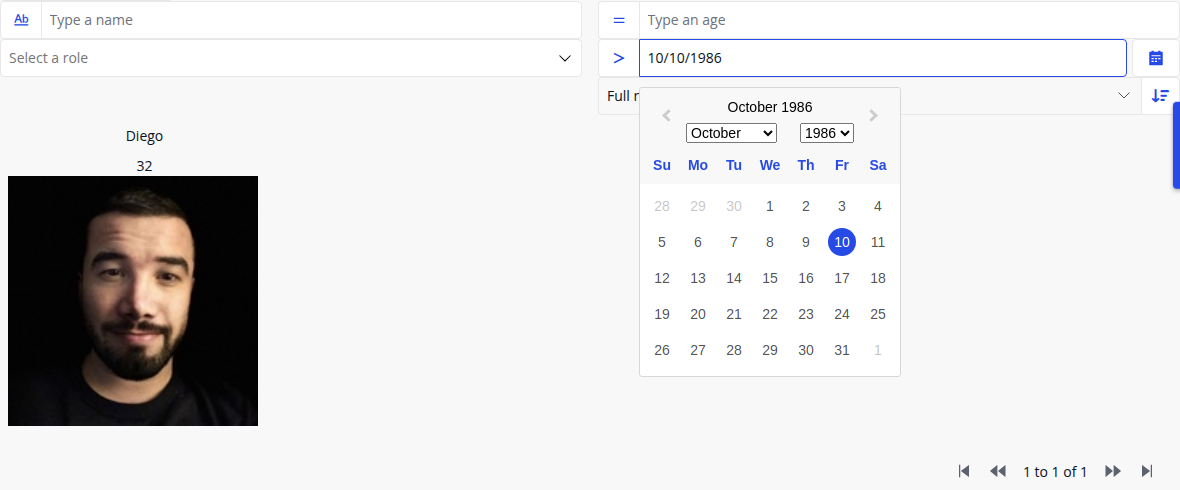 Ab Type a name
= Type an age
Select a role
> 10/10/1986
Full
October 1986
October 1986
Su Mo Tu We Th Fr Sa
28 29 30 1 2 3 4
5 6 7 8 9 10 11
12 13 14 15 16 17 18
19 20 21 22 23 24 25
26 27 28 29 30 31 1
Diego
32
1 to 1 of 1